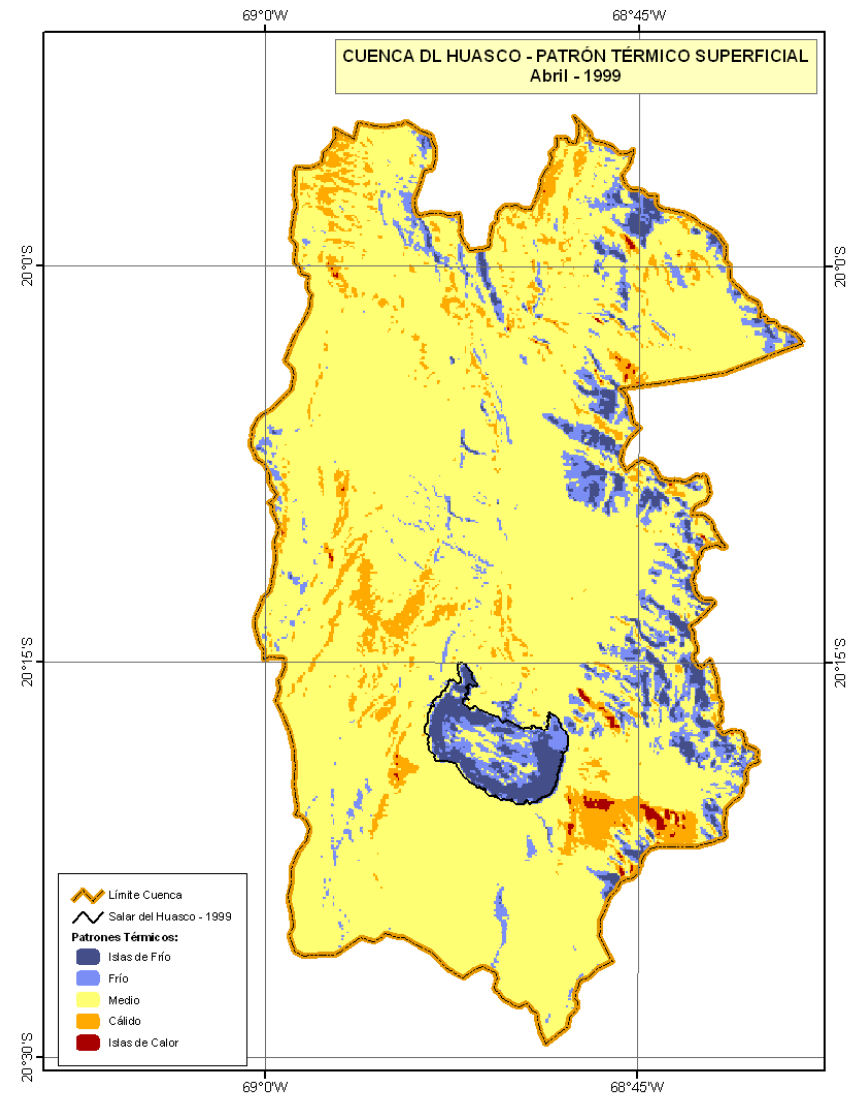 69°0'W
68°45'W
CUENCA DL HUASCO - PATRÓN TÉRMICO SUPERFICIAL
Abril - 1999
20°0'S
20°0'S
20°15'S
20°15'S
Límite Cuenca
Salar del Huasco - 1999
Patrones Térmicos:
Islas de Frío
Frío
Medio
Cálido
Islas de Calor
20°30'S
20°30'S
69°0'W
68°45'W